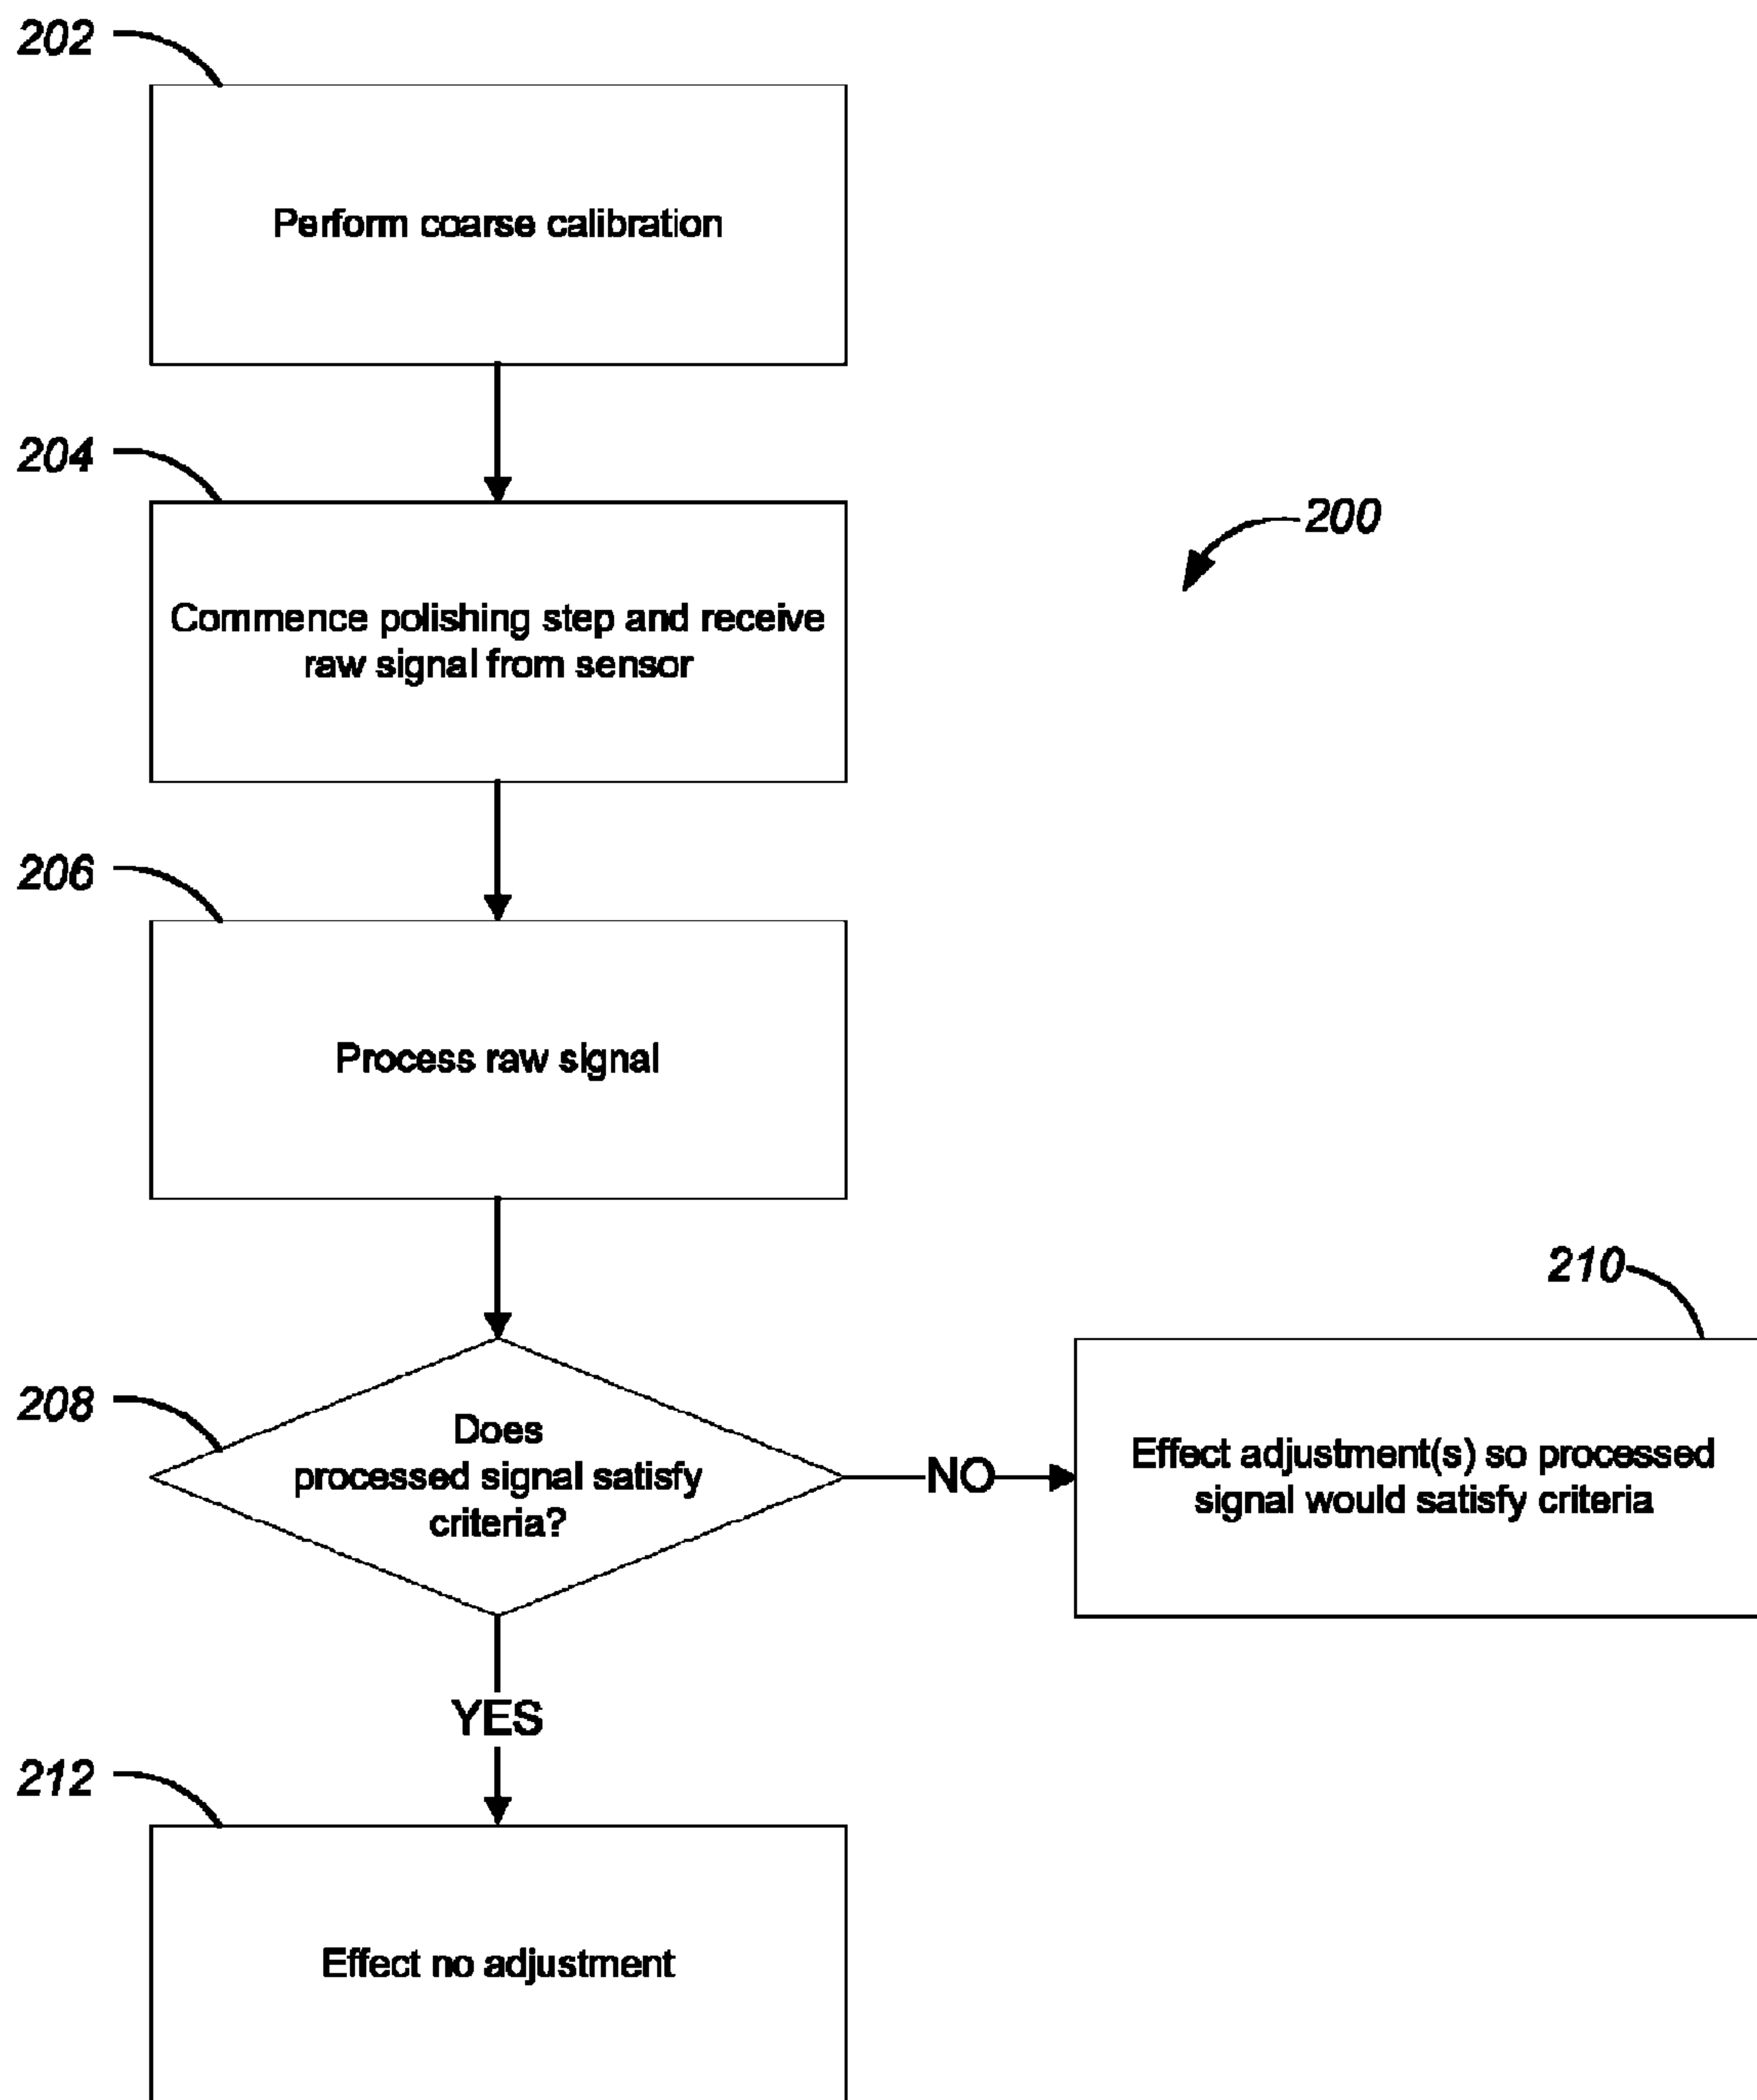 202
Perform coarse calibration
204
Commence polishing step and receive
raw signal from sensor
200
206
Process raw signal
210
208
Does
processed signal satisfy
criteria?
NO
Effect adjustment(s) so processed
signal would satisfy criteria
YES
212
Effect no adjustment